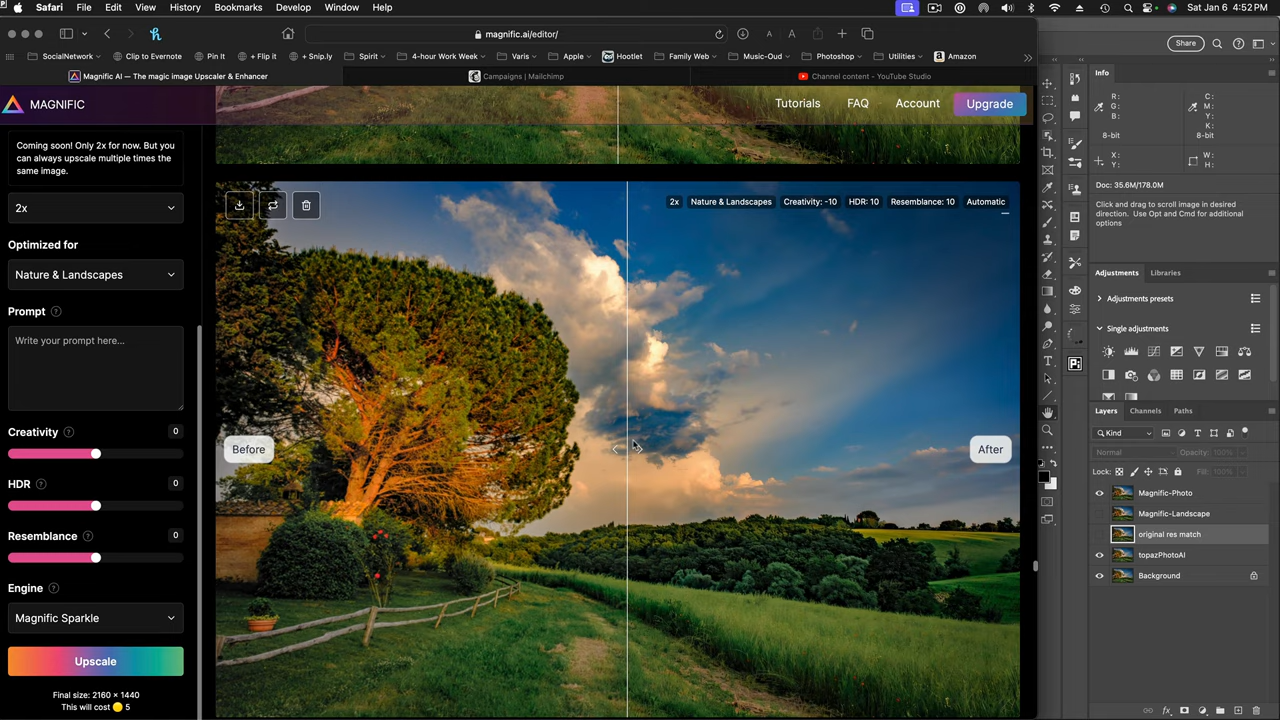 Safari File Edit View History Bookmarks Develop Window Help
Sat Jan 6 4:52 PM
magnific.ai/editor/
SocialNetwork Clip to Evernote Pin It + Flip it + Snip.ly Spirit 4-hour Week Work Varis Apple Hootlet Family Web Music-Oud Photoshop Utilities Amazon
Magnific AI — The magic image Upscaler & Enhancer
Campaigns | Mailchimp
Channel content - YouTube Studio
MAGNIFIC
Tutorials FAQ Account Upgrade
Coming soon! Only 2x for now. But you
can always upscale multiple times the
same image.
2x
Optimized for
Nature & Landscapes
Prompt
Write your prompt here...
Creativity 0
HDR 0
Resemblance 0
Engine
Magnific Sparkle
Upscale
Final size: 2160 × 1440
This will cost 5
2x Nature & Landscapes Creativity: -10 HDR: 10 Resemblance: 10 Automatic
Before
After
Share
Info
R: C:
G: M:
B: Y:
K:
8-bit 8-bit
X: W:
Y: H:
Doc: 35.6M/178.0M
Click and drag to scroll image in desired
direction. Use Opt and Cmd for additional
options
Adjustments Libraries
Adjustments presets
Single adjustments
Layers Channels Paths
Kind
Normal Opacity: 100%
Lock: Fill: 100%
Magnific-Photo
Magnific-Landscape
original res match
topazPhotoAI
Background